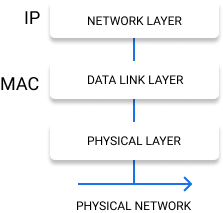 IP
NETWORK LAYER
MAC
DATA LINK LAYER
PHYSICAL LAYER
PHYSICAL NETWORK